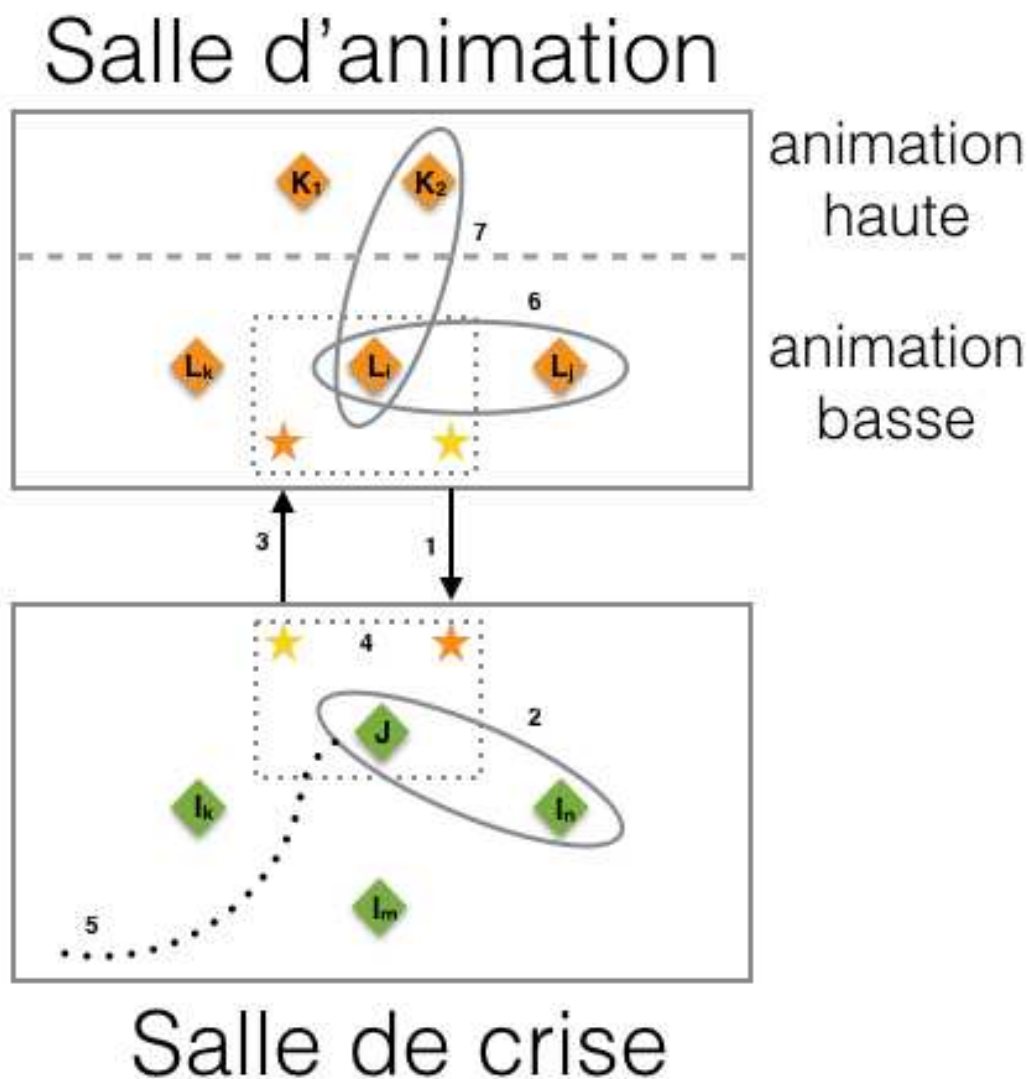 Salle d'animation
animation
haute
K₁
K₂
7
6
animation
basse
Lₖ
Lᵢ
Lⱼ
3
1
4
2
J
Iₖ
Iₙ
Iₘ
5
Salle de crise